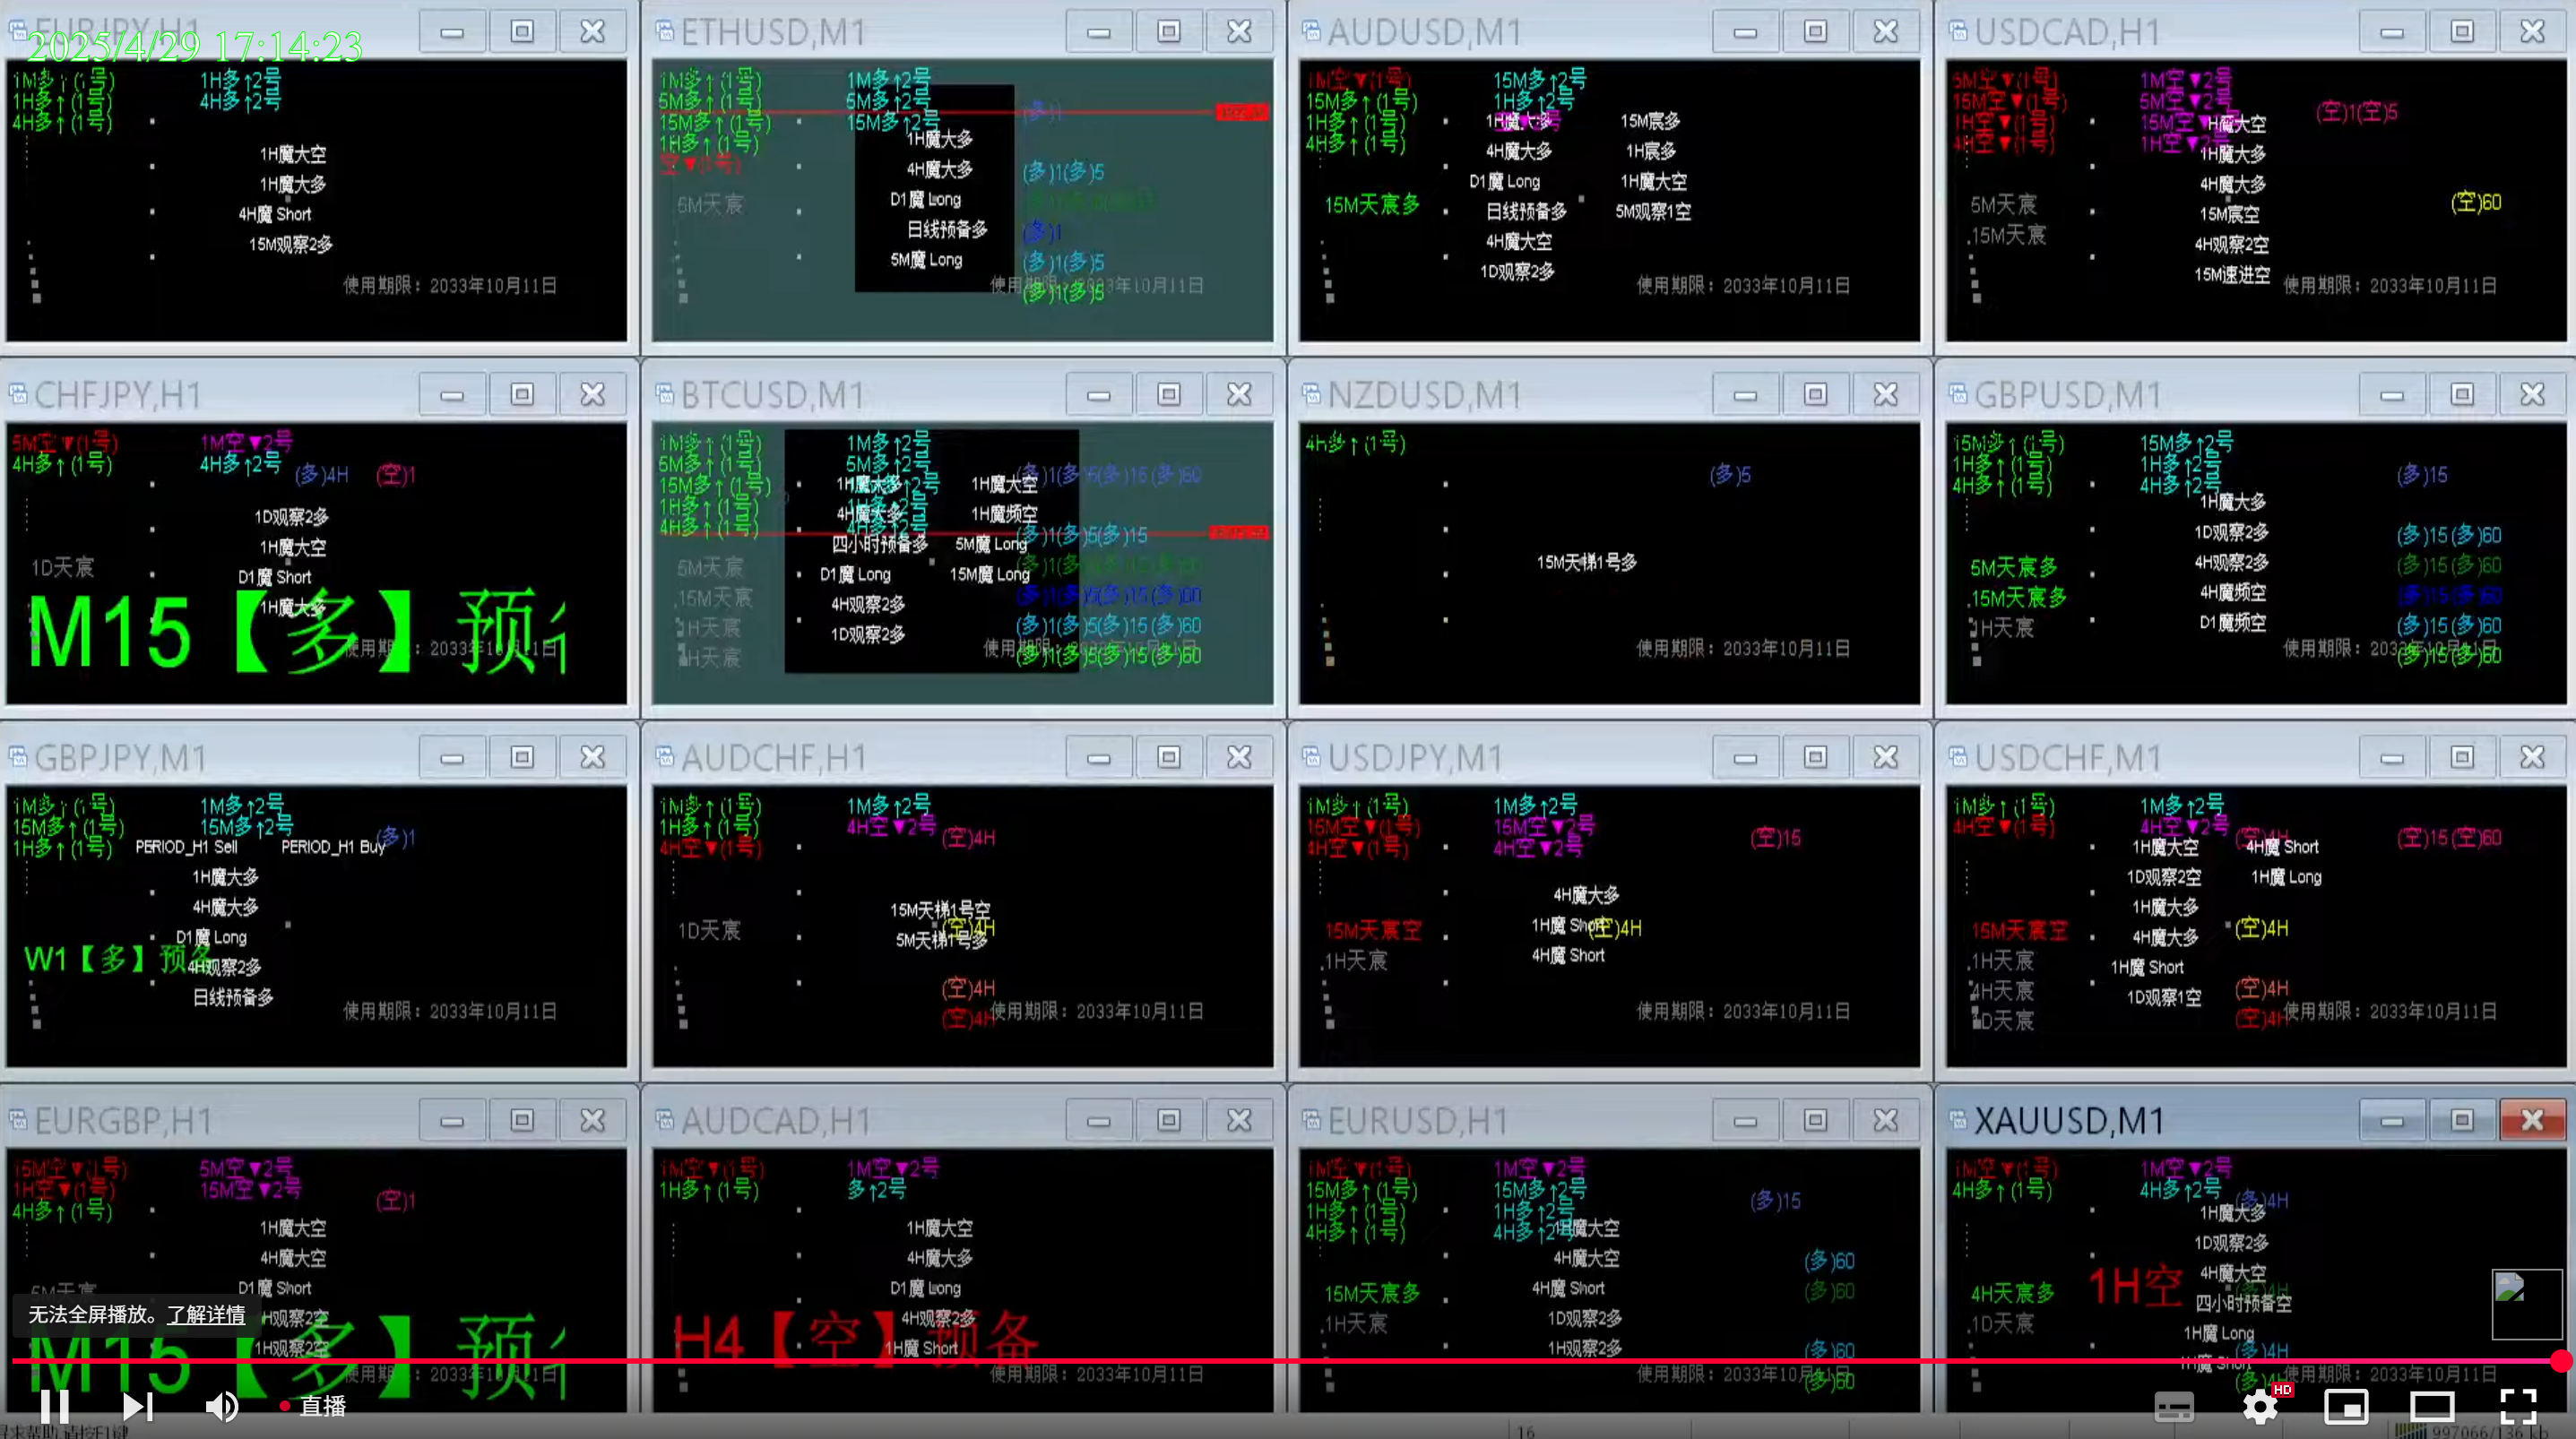 EURJPY,H1
2025/4/29 17:14:23
1M多↑(1号) 1H多↑2号
1H多↑(1号) 4H多↑2号
4H多↑(1号)
1H魔大空
1H魔大多
4H魔 Short
15M观察2多
使用期限：2033年10月11日
ETHUSD,M1
1M多↑(1号) 1M多↑2号
5M多↑(1号) 5M多↑2号
15M多↑(1号) 15M多↑2号
1H多↑(1号)
空▼(1号)
(多)1
1H魔大多
4H魔大多 (多)1(多)5
D1魔 Long
5M天宸
日线预备多 (多)1
5M魔 Long (多)1(多)5
使用期限：2033年10月11日
(多)1(多)5
AUDUSD,M1
1M空▼(1号) 15M多↑2号
15M多↑(1号) 1H多↑2号
1H多↑(1号)
4H多↑(1号)
1H魔大多 15M宸多
4H魔大多 1H宸多
D1魔 Long 1H魔大空
15M天宸多
日线预备多 5M观察1空
4H魔大空
1D观察2多
使用期限：2033年10月11日
USDCAD,H1
5M空▼(1号) 1M空▼2号
15M空▼(1号) 5M空▼2号
1H空▼(1号) 15M空▼2号
4H空▼(1号) 1H空▼2号
(空)1(空)5
H魔大空
1H魔大多
4H魔大多
5M天宸 (空)60
15M宸空
.15M天宸
4H观察2空
15M速进空
使用期限：2033年10月11日
CHFJPY,H1
5M空▼(1号) 1M空▼2号
4H多↑(1号) 4H多↑2号
(多)4H (空)1
1D观察2多
1H魔大空
1D天宸
D1魔 Short
1H魔大多
M15【多】预
使用期限：2033年10月11日
BTCUSD,M1
1M多↑(1号) 1M多↑2号
5M多↑(1号) 5M多↑2号
15M多↑(1号) 15M多↑2号
1H多↑(1号) 1H多↑2号
4H多↑(1号) 4H多↑2号
(多)1(多)5(多)15(多)60
1H魔大多 1H魔大空
4H魔大多 1H魔频空
(多)1(多)5(多)15
四小时预备多 5M魔 Long
5M天宸
D1魔 Long 15M魔 Long
.15M天宸
4H观察2多 (多)1(多)5(多)15(多)60
1H天宸
1D观察2多 (多)1(多)5(多)15(多)60
H天宸
(多)1(多)5(多)15(多)60
NZDUSD,M1
4H多↑(1号)
(多)5
15M天梯1号多
使用期限：2033年10月11日
GBPUSD,M1
15M多↑(1号) 15M多↑2号
1H多↑(1号) 1H多↑2号
4H多↑(1号) 4H多↑2号
(多)15
1H魔大多
1D观察2多 (多)15(多)60
4H观察2多 (多)15(多)60
5M天宸多
4H魔频空 (多)15(多)60
.15M天宸多
D1魔频空 (多)15(多)60
1H天宸
使用期限：2033年10月11日
(多)15(多)60
GBPJPY,M1
1M多↑(1号) 1M多↑2号
15M多↑(1号) 15M多↑2号
1H多↑(1号)
(多)1
PERIOD_H1 Sell PERIOD_H1 Buy
1H魔大多
4H魔大多
D1魔 Long
W1【多】预备
4H观察2多
日线预备多
使用期限：2033年10月11日
AUDCHF,H1
1M多↑(1号) 1M多↑2号
1H多↑(1号) 4H空▼2号
4H空▼(1号)
(空)4H
15M天梯1号空
1D天宸 (空)4H
5M天梯1号多
(空)4H
(空)4H
使用期限：2033年10月11日
USDJPY,M1
1M多↑(1号) 1M多↑2号
15M空▼(1号) 15M空▼2号
4H空▼(1号) 4H空▼2号
(空)15
4H魔大多
15M天宸空 1H魔 Short (空)4H
.1H天宸 4H魔 Short
使用期限：2033年10月11日
USDCHF,M1
1M多↑(1号) 1M多↑2号
4H空▼(1号) 4H空▼2号
(空)4H (空)15(空)60
1H魔大空 4H魔 Short
1D观察2空 1H魔 Long
1H魔大多
15M天宸空 4H魔大多 (空)4H
.1H天宸 1H魔 Short
4H天宸 1D观察1空 (空)4H
D天宸 (空)4H
使用期限：2033年10月11日
EURGBP,H1
15M空▼(1号) 5M空▼2号
1H空▼(1号) 15M空▼2号
4H多↑(1号)
(空)1
1H魔大空
4H魔大空
D1魔 Short
5M天宸
H观察2空
1H观察2空
M15【多】预
使用期限：2033年10月11日
AUDCAD,H1
1M空▼(1号) 1M空▼2号
1H多↑(1号) 多↑2号
1H魔大空
4H魔大多
D1魔 Long
4H观察2多
H4【空】预备
1H魔 Short
使用期限：2033年10月11日
EURUSD,H1
1M空▼(1号) 1M空▼2号
15M多↑(1号) 15M多↑2号
1H多↑(1号) 1H多↑2号
4H多↑(1号) 4H多↑2号
(多)15
1H魔大空
4H魔大空 (多)60
15M天宸多 4H魔 Short (多)60
.1H天宸 1D观察2多
1H观察2多 (多)60
使用期限：2033年10月11日
(多)60
XAUUSD,M1
1M空▼(1号) 1M空▼2号
4H多↑(1号) 4H多↑2号
(多)4H
1H魔大多
1D观察2多
1H空 4H魔大空
4H天宸多 (多)4H
四小时预备空
.1D天宸
1H魔 Long
(多)4H
1H魔 Short
使用期限：2033年10月11日
(多)4H
无法全屏播放。了解详情
直播
HD
16
997066/136 kb